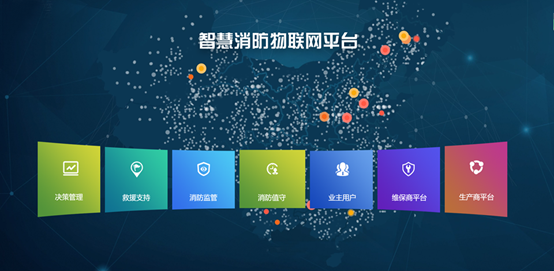 智慧消防物联网平台
决策管理
救援支持
消防监管
消防值守
业主用户
维保商平台
生产商平台